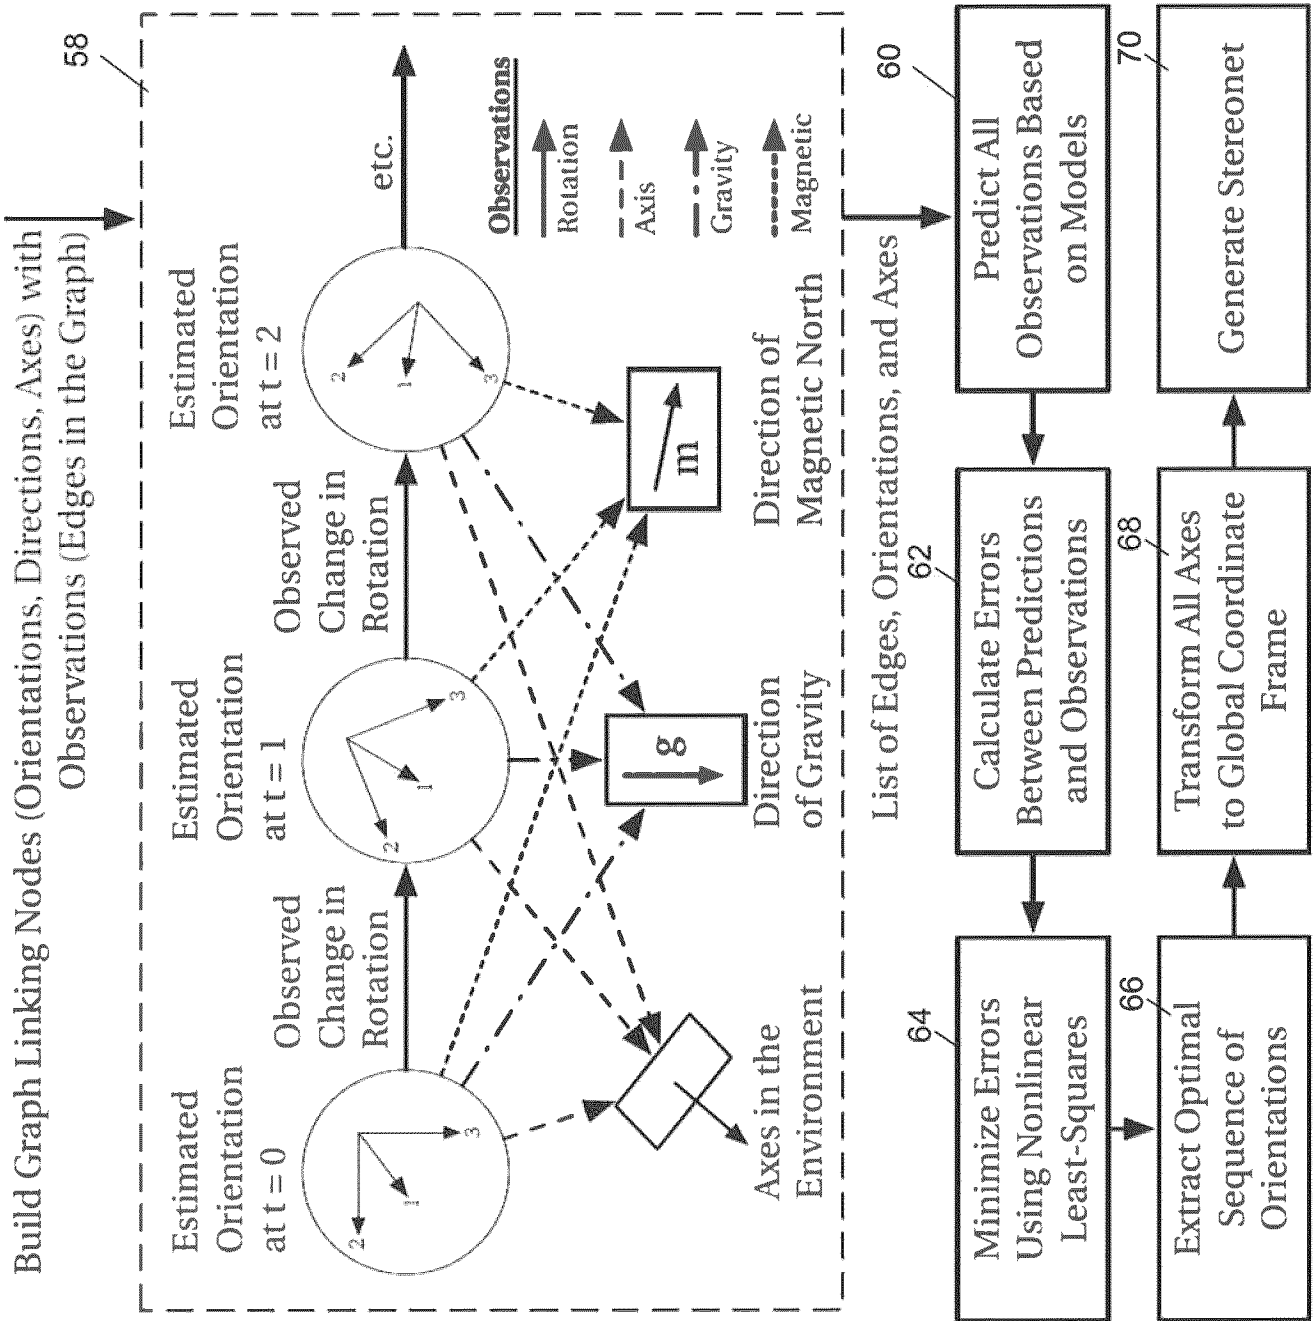 Build Graph Linking Nodes (Orientations, Directions, Axes) with
Observations (Edges in the Graph)
58
Estimated
Orientation
at t = 0
Observed
Change in
Rotation
Estimated
Orientation
at t = 1
Observed
Change in
Rotation
Estimated
Orientation
at t = 2
etc.
2
1
3
2
1
3
2
1
3
Observations
Rotation
Axis
Gravity
Magnetic
g
m
Axes in the
Environment
Direction
of Gravity
Direction of
Magnetic North
List of Edges, Orientations, and Axes
60
Predict All
Observations Based
on Models
62
Calculate Errors
Between Predictions
and Observations
64
Minimize Errors
Using Nonlinear
Least-Squares
66
Extract Optimal
Sequence of
Orientations
68
Transform All Axes
to Global Coordinate
Frame
70
Generate Stereonet